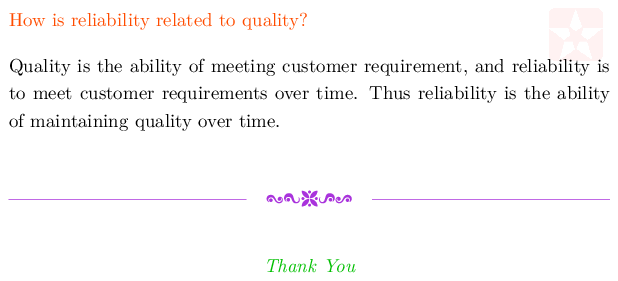 How is reliability related to quality?
Quality is the ability of meeting customer requirement, and reliability is
to meet customer requirements over time. Thus reliability is the ability
of maintaining quality over time.
Thank You